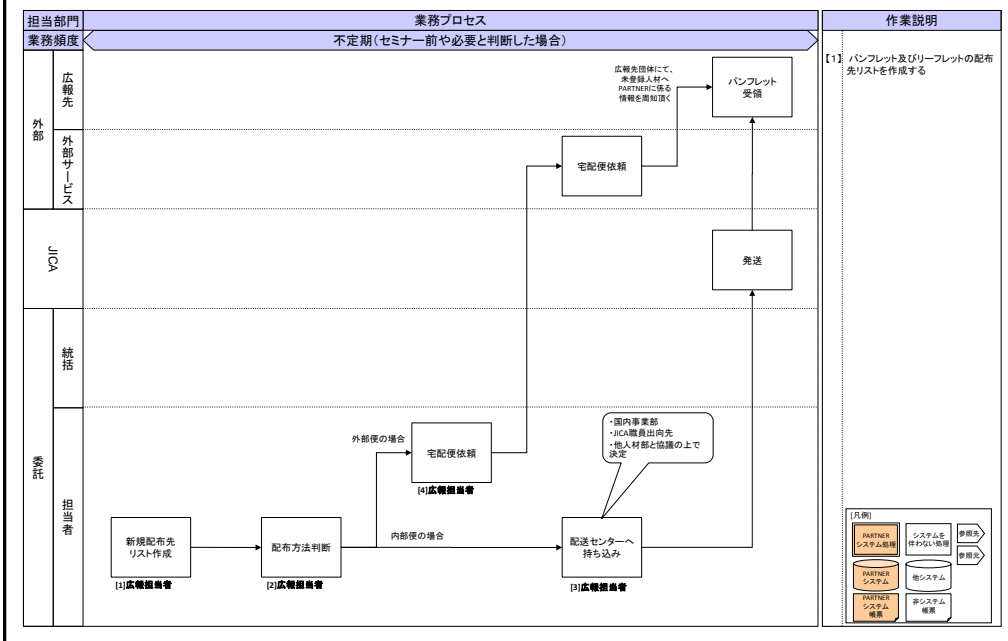 担当部門
業務プロセス
作業説明
業務頻度
不定期(セミナー前や必要と判断した場合)
【1】 パンフレット及びリーフレットの配布
先リストを作成する
外部
広報先
広報先団体にて、
未登録人材へ
PARTNERに係る
情報を周知頂く
パンフレット
受領
外部サービス
宅配便依頼
JICA
発送
委託
統括
担当者
・国内事業部
・JICA職員出向先
・他人材部と協議の上で
決定
外部便の場合
宅配便依頼
[4]広報担当者
新規配布先
リスト作成
[1]広報担当者
配布方法判断
[2]広報担当者
内部便の場合
配送センターへ
持ち込み
[3]広報担当者
[凡例]
PARTNER
システム処理
システムを
伴わない処理
参照先
参照元
PARTNER
システム
他システム
PARTNER
システム
帳票
非システム
帳票